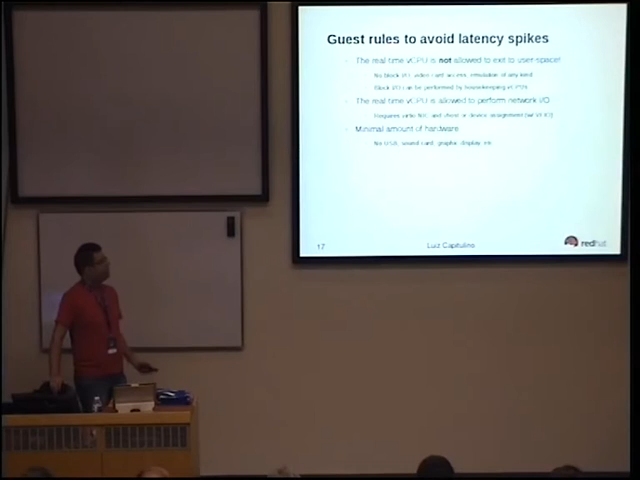 Guest rules to avoid latency spikes
The real-time vCPU is not allowed to exit to user-space!
No block I/O, video card access, emulation of any kind
Block I/O can be performed by housekeeping vCPUs
The real-time vCPU is allowed to perform network I/O
Requires virtio NIC and vhost or device assignment
Minimal amount of hardware
No USB, sound card, graphic display, etc
17
Luiz Capitulino
redhat